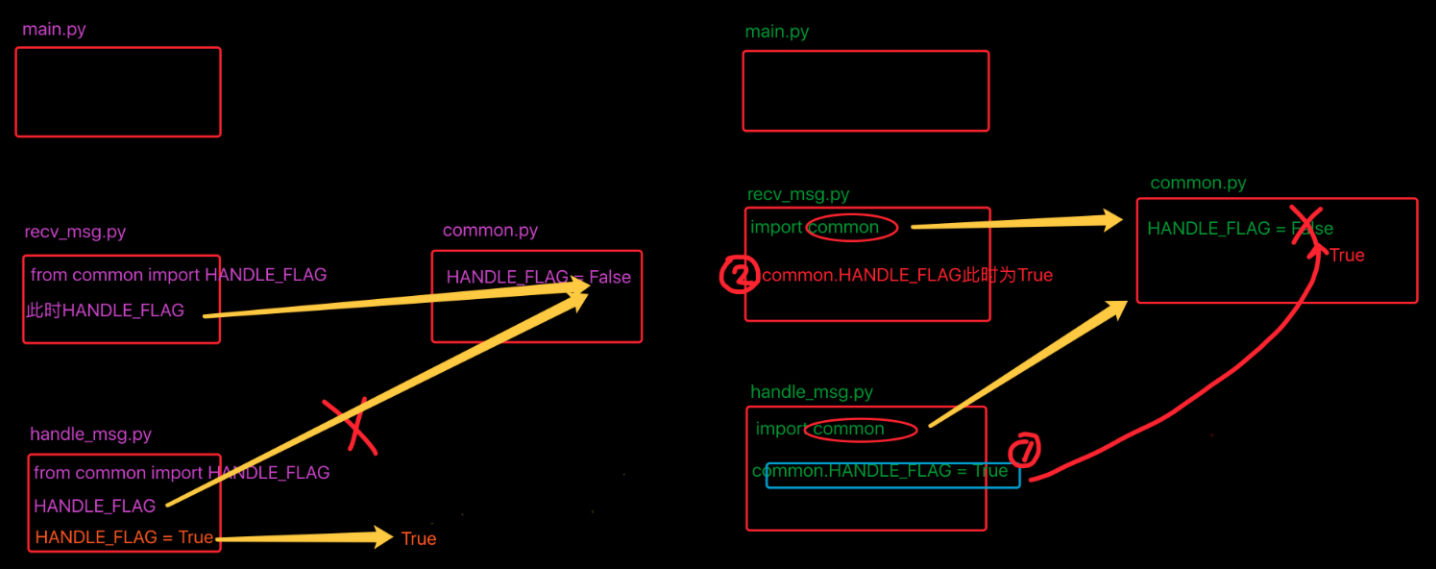 main.py
recv_msg.py
from common import HANDLE_FLAG
此时HANDLE_FLAG
common.py
HANDLE_FLAG = False
handle_msg.py
from common import HANDLE_FLAG
HANDLE_FLAG
HANDLE_FLAG = True
True
main.py
recv_msg.py
import common
② common.HANDLE_FLAG此时为True
common.py
HANDLE_FLAG = False
True
handle_msg.py
import common
common.HANDLE_FLAG = True ①